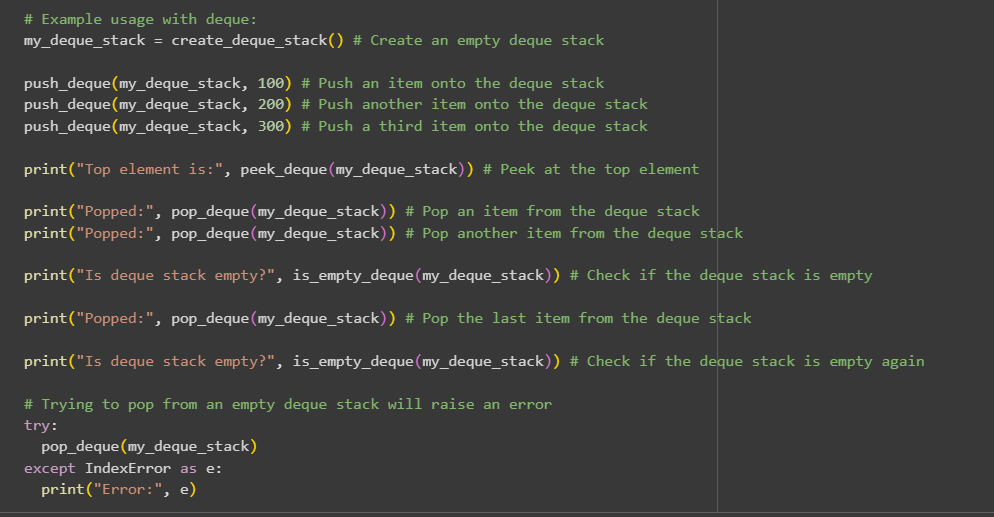 # Example usage with deque:
my_deque_stack = create_deque_stack() # Create an empty deque stack
push_deque(my_deque_stack, 100) # Push an item onto the deque stack
push_deque(my_deque_stack, 200) # Push another item onto the deque stack
push_deque(my_deque_stack, 300) # Push a third item onto the deque stack
print("Top element is:", peek_deque(my_deque_stack)) # Peek at the top element
print("Popped:", pop_deque(my_deque_stack)) # Pop an item from the deque stack
print("Popped:", pop_deque(my_deque_stack)) # Pop another item from the deque stack
print("Is deque stack empty?", is_empty_deque(my_deque_stack)) # Check if the deque stack is empty
print("Popped:", pop_deque(my_deque_stack)) # Pop the last item from the deque stack
print("Is deque stack empty?", is_empty_deque(my_deque_stack)) # Check if the deque stack is empty again
# Trying to pop from an empty deque stack will raise an error
try:
  pop_deque(my_deque_stack)
except IndexError as e:
  print("Error:", e)